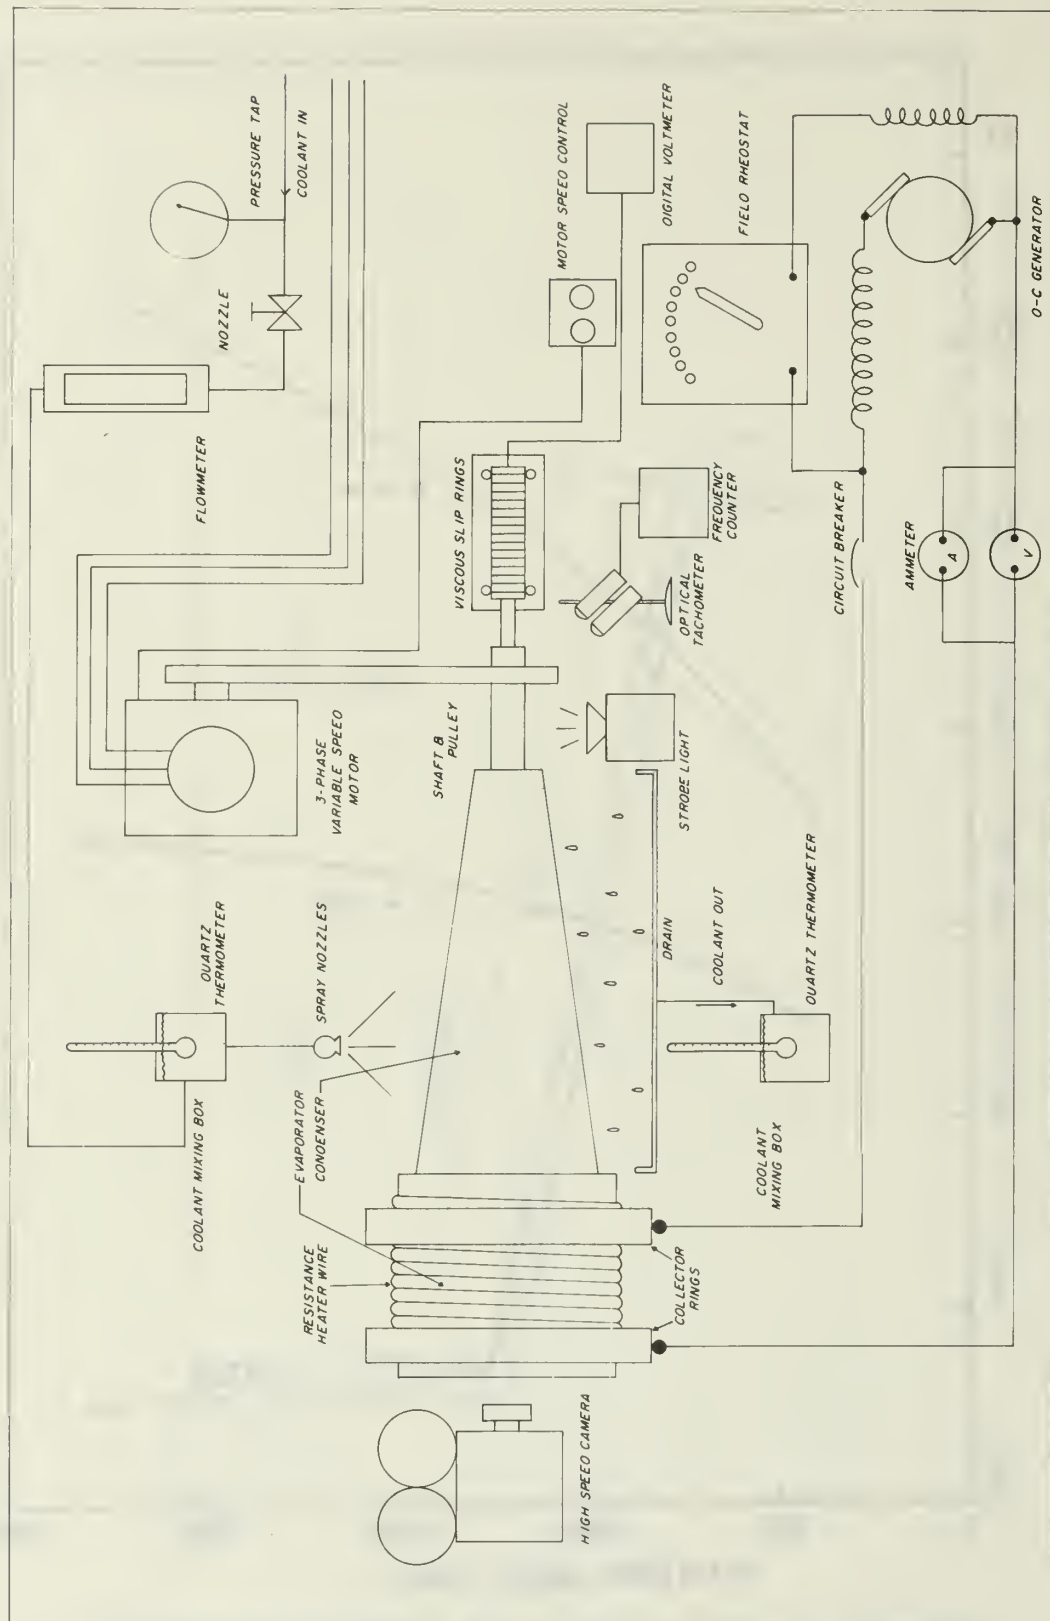 PRESSURE TAP
COOLANT IN
NOZZLE
FLOWMETER
MOTOR SPEED CONTROL
DIGITAL VOLTMETER
FIELD RHEOSTAT
O-C GENERATOR
VISCOUS SLIP RINGS
FREQUENCY
COUNTER
OPTICAL
TACHOMETER
CIRCUIT BREAKER
AMMETER
A
V
3-PHASE
VARIABLE SPEED
MOTOR
SHAFT &
PULLEY
STROBE LIGHT
QUARTZ
THERMOMETER
SPRAY NOZZLES
DRAIN
COOLANT OUT
QUARTZ THERMOMETER
COOLANT MIXING BOX
EVAPORATOR
CONDENSER
COOLANT
MIXING BOX
RESISTANCE
HEATER WIRE
COLLECTOR
RINGS
HIGH SPEED CAMERA